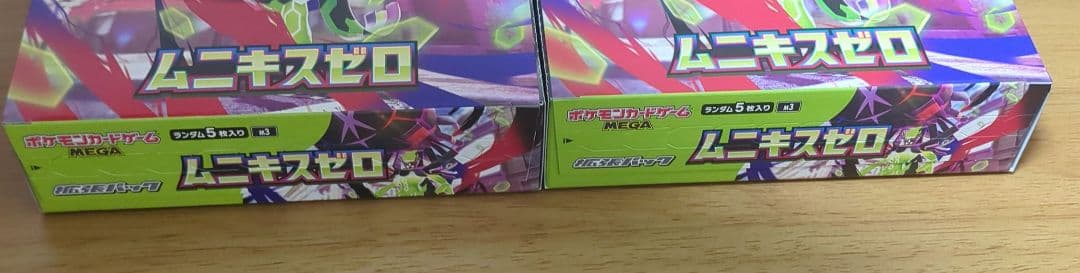 ムニキスゼロ
ポケモンカードゲーム
MEGA
ランダム5枚入り M3
ムニキスゼロ
拡張パック
ムニキスゼロ
ポケモンカードゲーム
MEGA
ランダム5枚入り M3
ムニキスゼロ
拡張パック